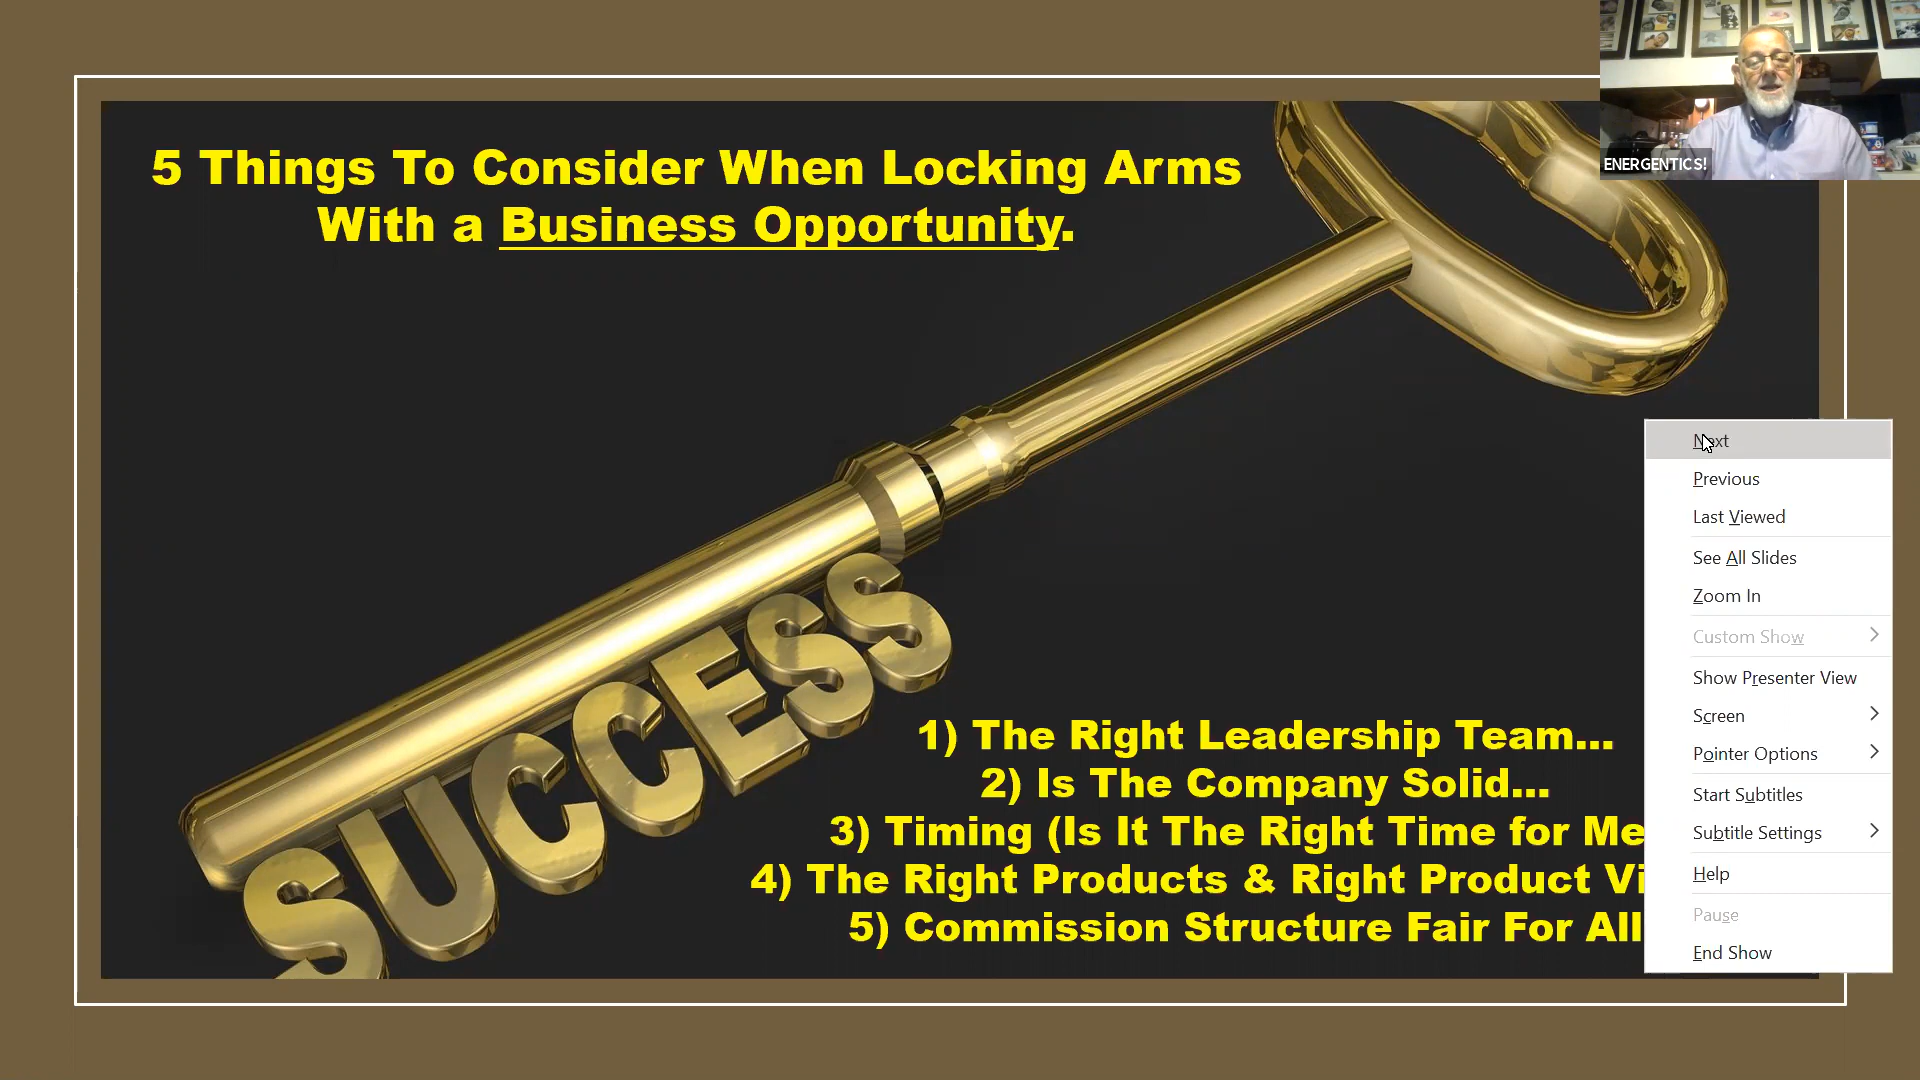 5 Things To Consider When Locking Arms
With a Business Opportunity.
ENERGENTICS!
SUCCESS
1) The Right Leadership Team...
2) Is The Company Solid...
3) Timing (Is It The Right Time for Me
4) The Right Products & Right Product
5) Commission Structure Fair For All
Next
Previous
Last Viewed
See All Slides
Zoom In
Custom Show
Show Presenter View
Screen
Pointer Options
Start Subtitles
Subtitle Settings
Help
Pause
End Show